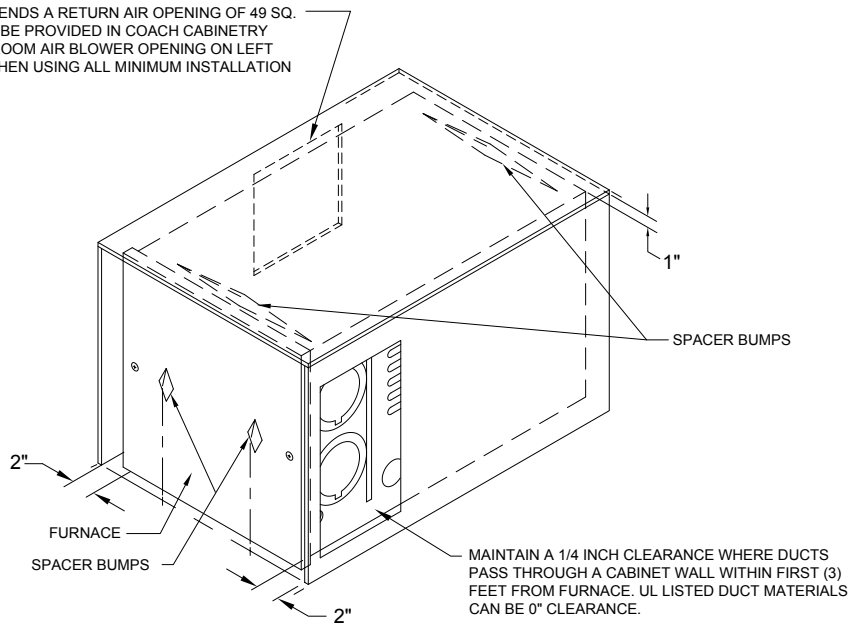 ENDS A RETURN AIR OPENING OF 49 SQ.
BE PROVIDED IN COACH CABINETRY
OOM AIR BLOWER OPENING ON LEFT
HEN USING ALL MINIMUM INSTALLATION
1"
SPACER BUMPS
2"
FURNACE
SPACER BUMPS
MAINTAIN A 1/4 INCH CLEARANCE WHERE DUCTS
PASS THROUGH A CABINET WALL WITHIN FIRST (3)
FEET FROM FURNACE. UL LISTED DUCT MATERIALS
CAN BE 0" CLEARANCE.
2"